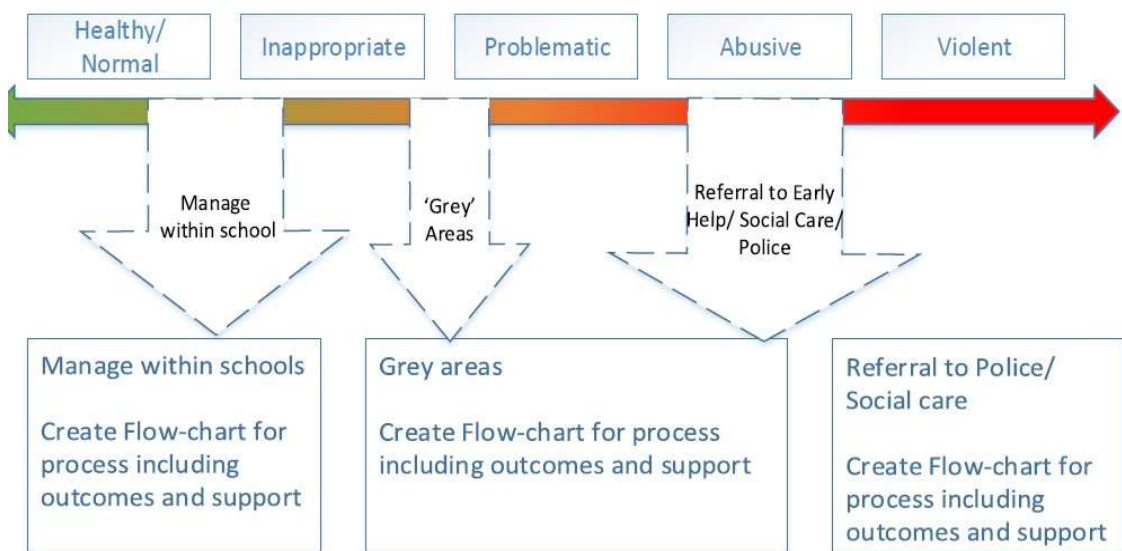 Healthy/
Normal
Inappropriate
Problematic
Abusive
Violent
Manage
within school
‘Grey’
Areas
Referral to Early
Help/ Social Care/
Police
Manage within schools
Create Flow-chart for
process including
outcomes and support
Grey areas
Create Flow-chart for process
including outcomes and support
Referral to Police/
Social care
Create Flow-chart for
process including
outcomes and support